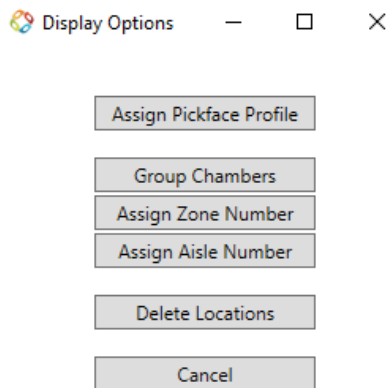 Display Options
Assign Pickface Profile
Group Chambers
Assign Zone Number
Assign Aisle Number
Delete Locations
Cancel